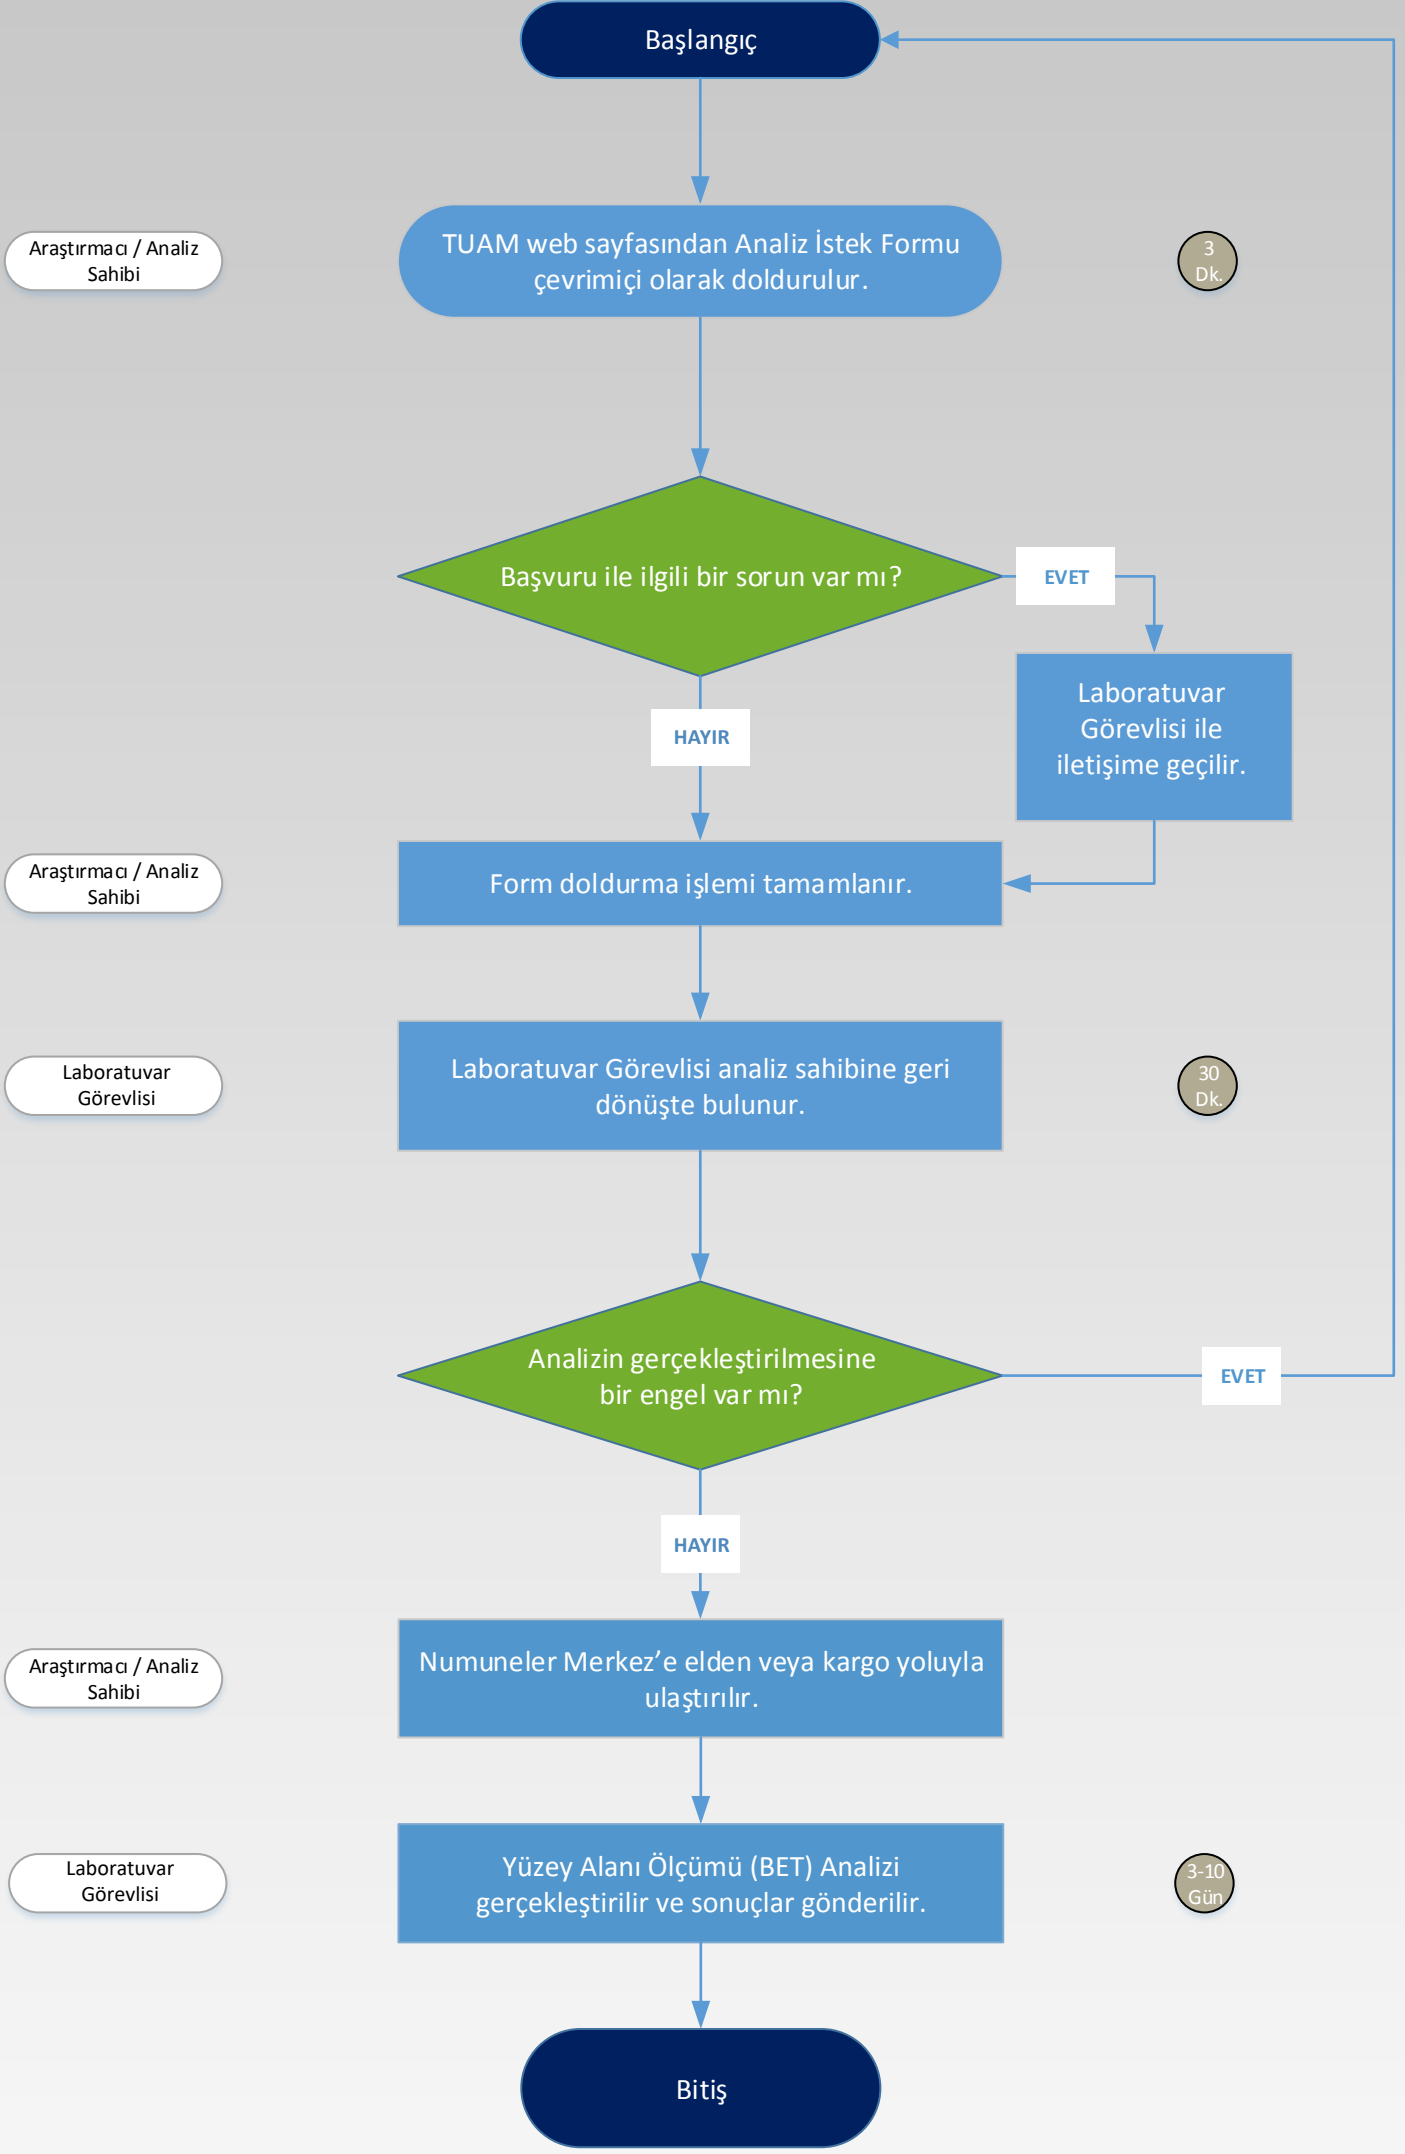 Başlangıç
Araştırmacı / Analiz
Sahibi
TUAM web sayfasından Analiz İstek Formu
çevrimiçi olarak doldurulur.
3
Dk.
Başvuru ile ilgili bir sorun var mı?
EVET
Laboratuvar
Görevlisi ile
iletişime geçilir.
HAYIR
Araştırmacı / Analiz
Sahibi
Form doldurma işlemi tamamlanır.
Laboratuvar
Görevlisi
Laboratuvar Görevlisi analiz sahibine geri
dönüşte bulunur.
30
Dk.
Analizin gerçekleştirilmesine
bir engel var mı?
EVET
HAYIR
Araştırmacı / Analiz
Sahibi
Numuneler Merkez’e elden veya kargo yoluyla
ulaştırılır.
Laboratuvar
Görevlisi
Yüzey Alanı Ölçümü (BET) Analizi
gerçekleştirilir ve sonuçlar gönderilir.
3-10
Gün
Bitiş